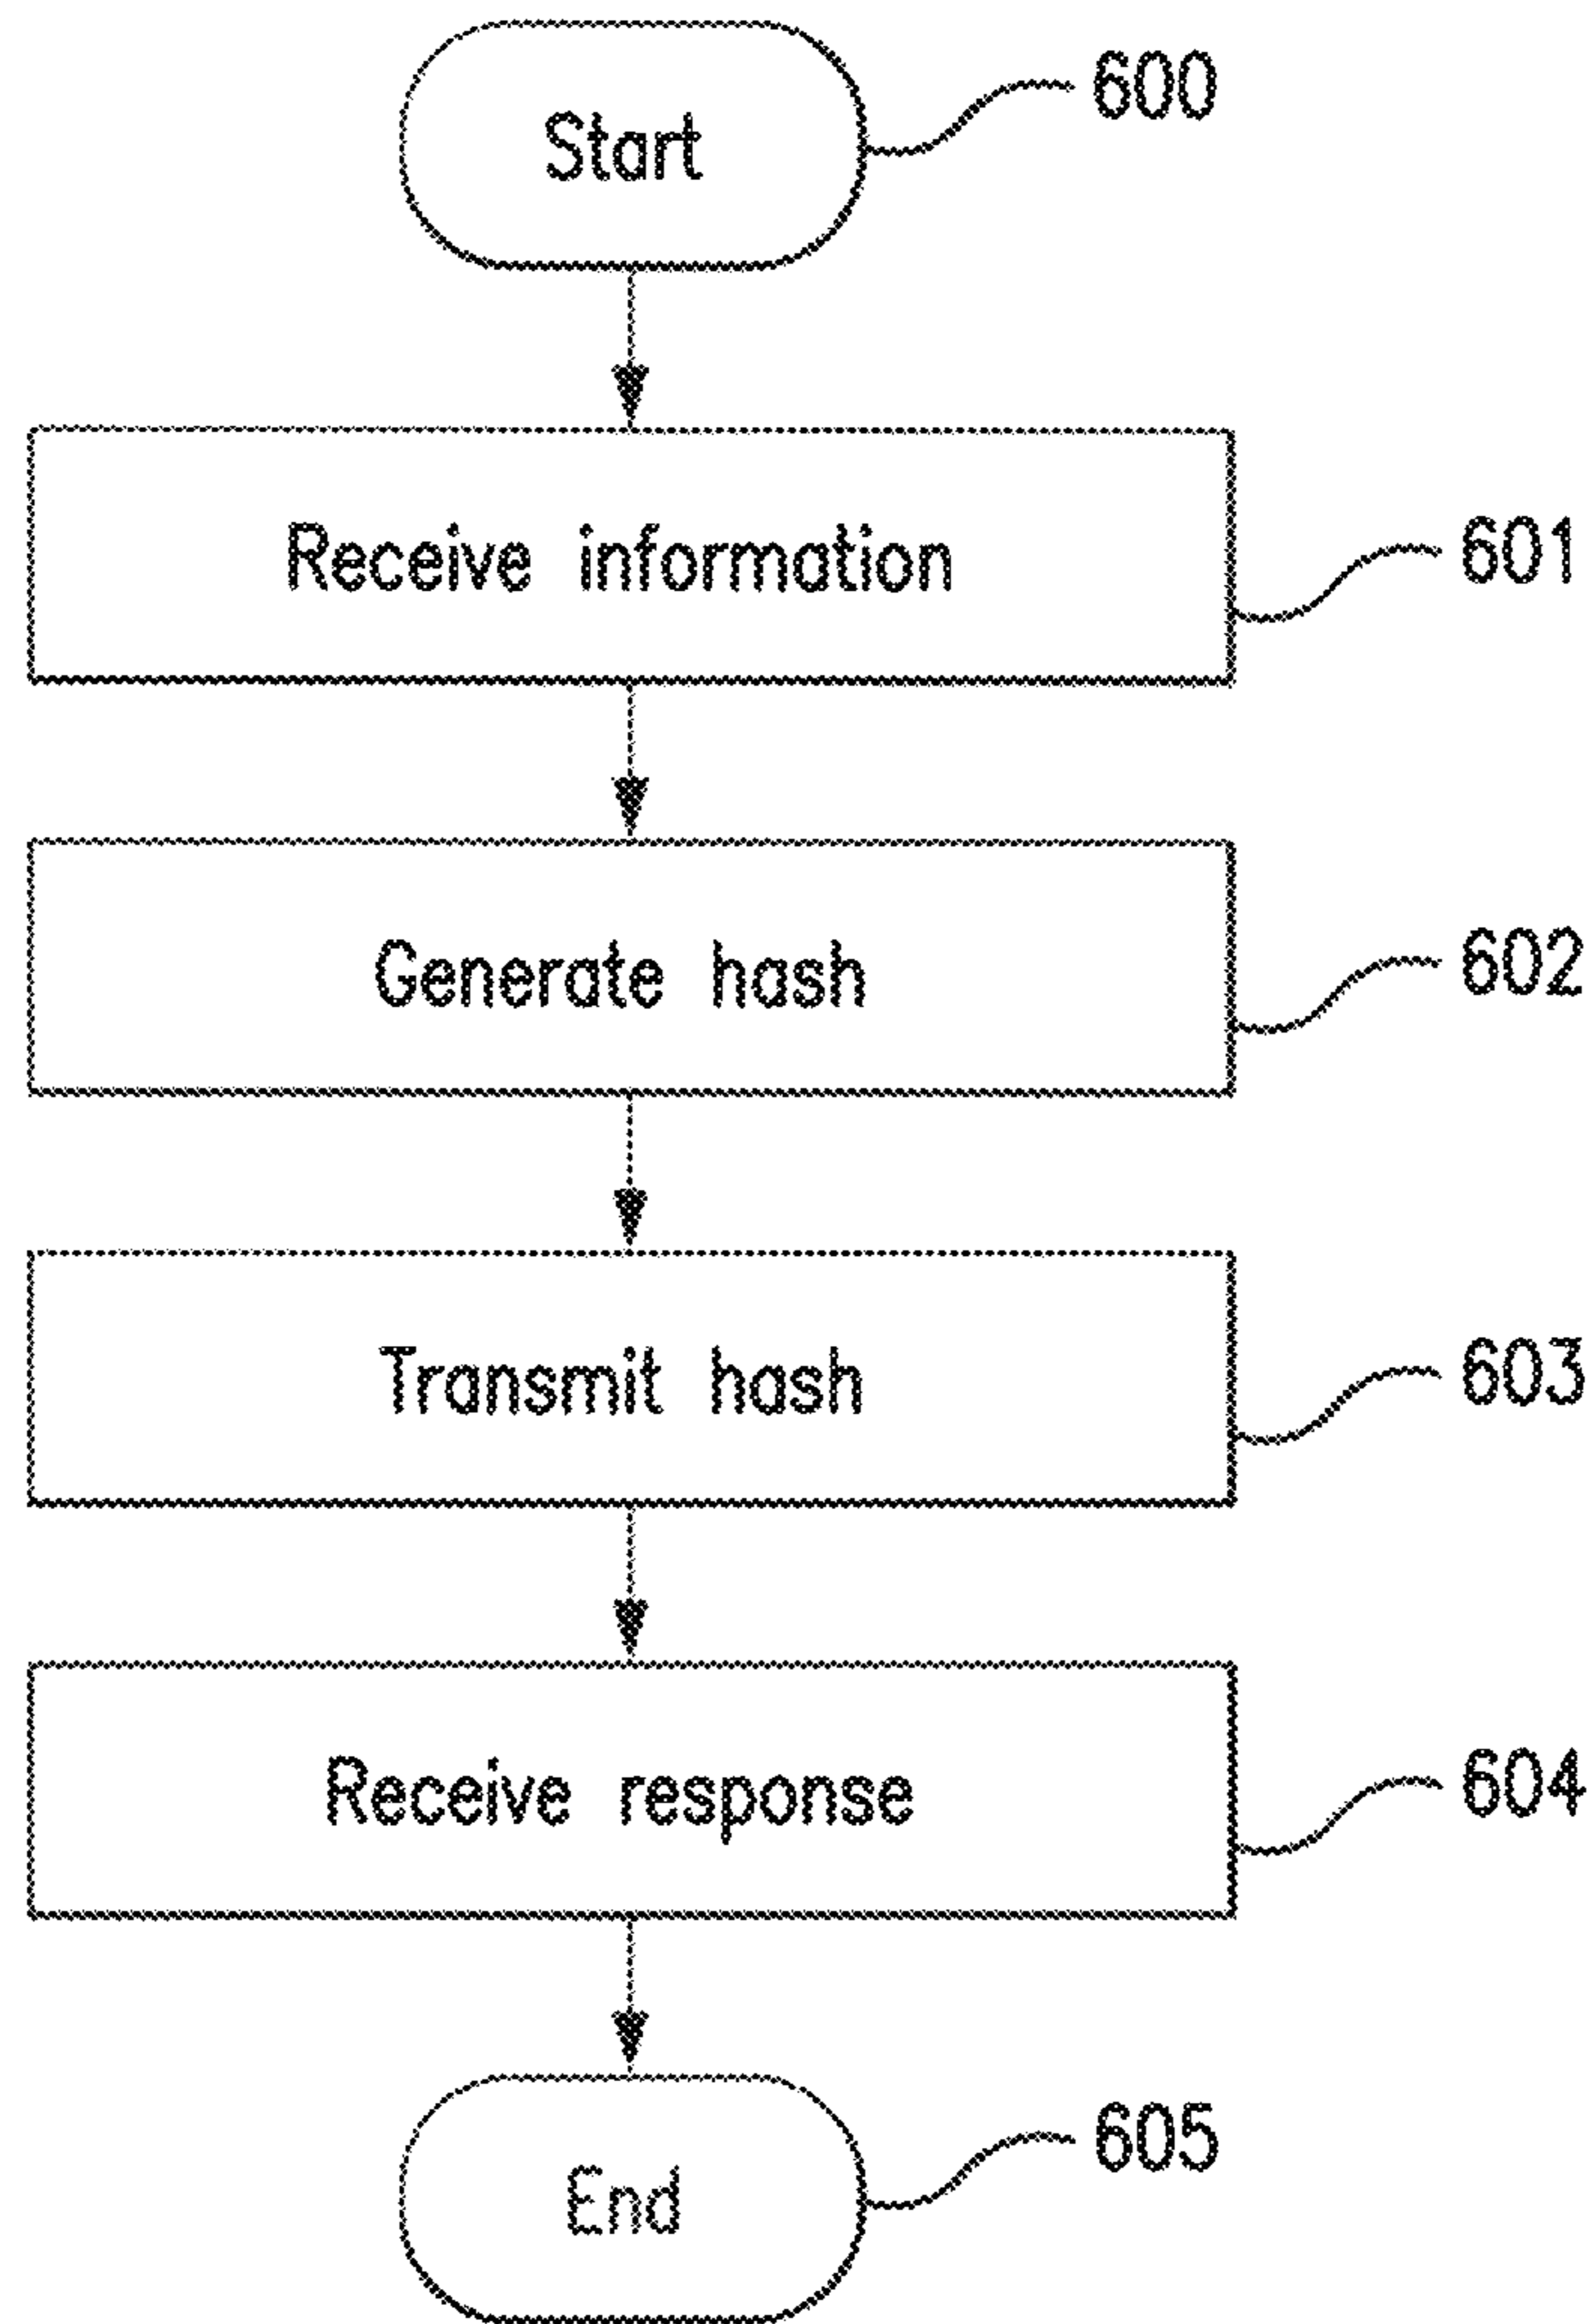 Start
600
Receive information
601
Generate hash
602
Transmit hash
603
Receive response
604
End
605